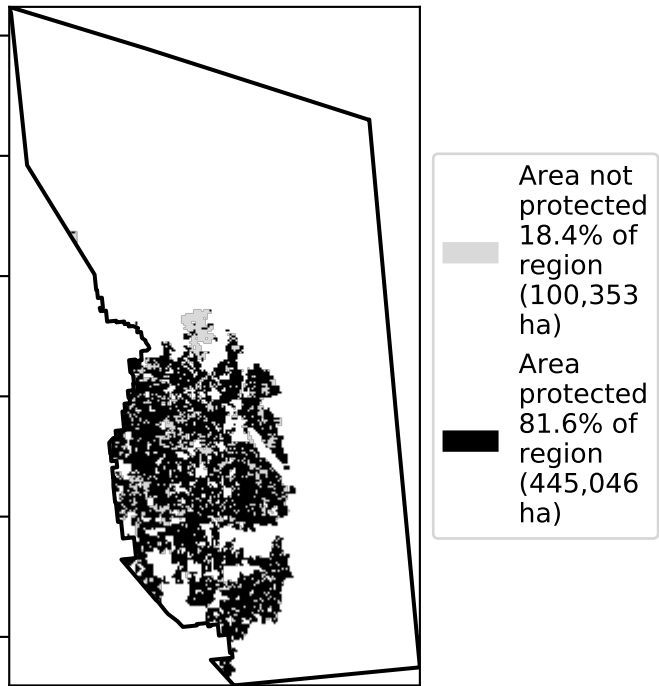 Area not
protected
18.4% of
region
(100,353
ha)
Area
protected
81.6% of
region
(445,046
ha)